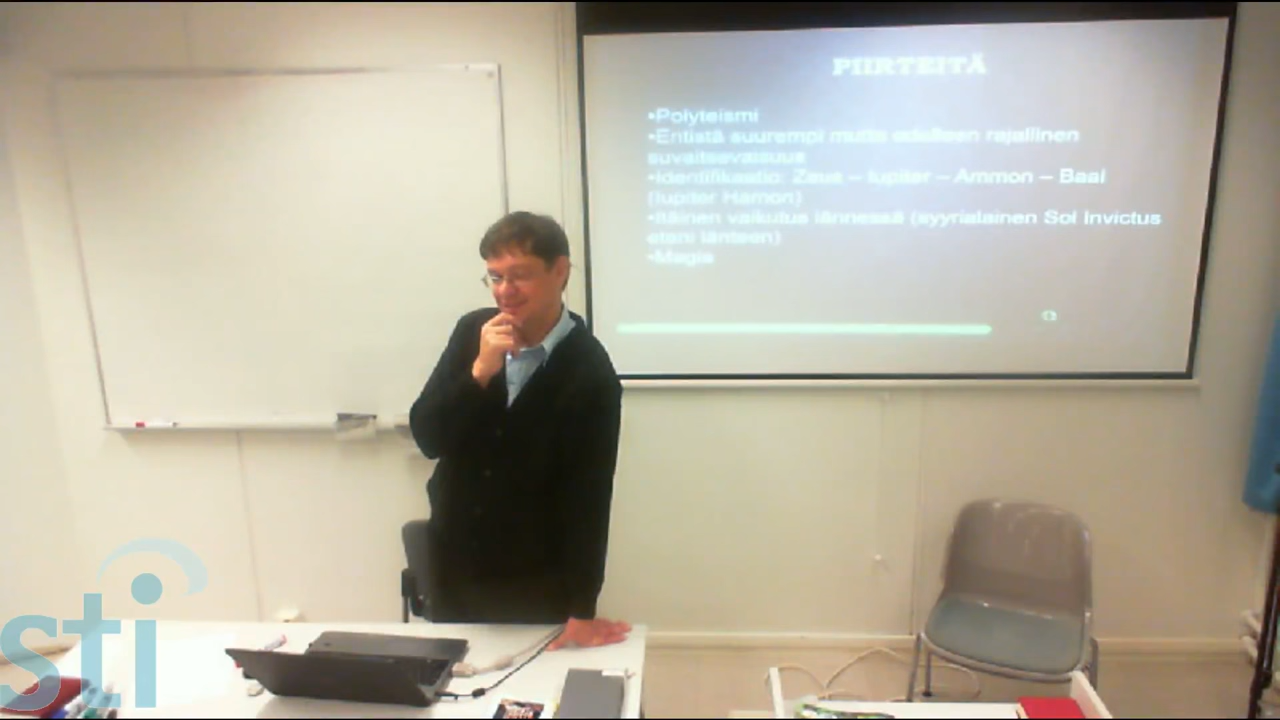 PIIRTEITÄ
•Polyteismi
•Entistä suurempi mutta edelleen rajallinen
suvaitsevaisuus
•Identifikaatio: Zeus – Iupiter – Ammon – Baal
(Iupiter Hamon)
•Itäinen vaikutus lännessä (syyrialainen Sol Invictus
eteni länteen)
•Magia
sti